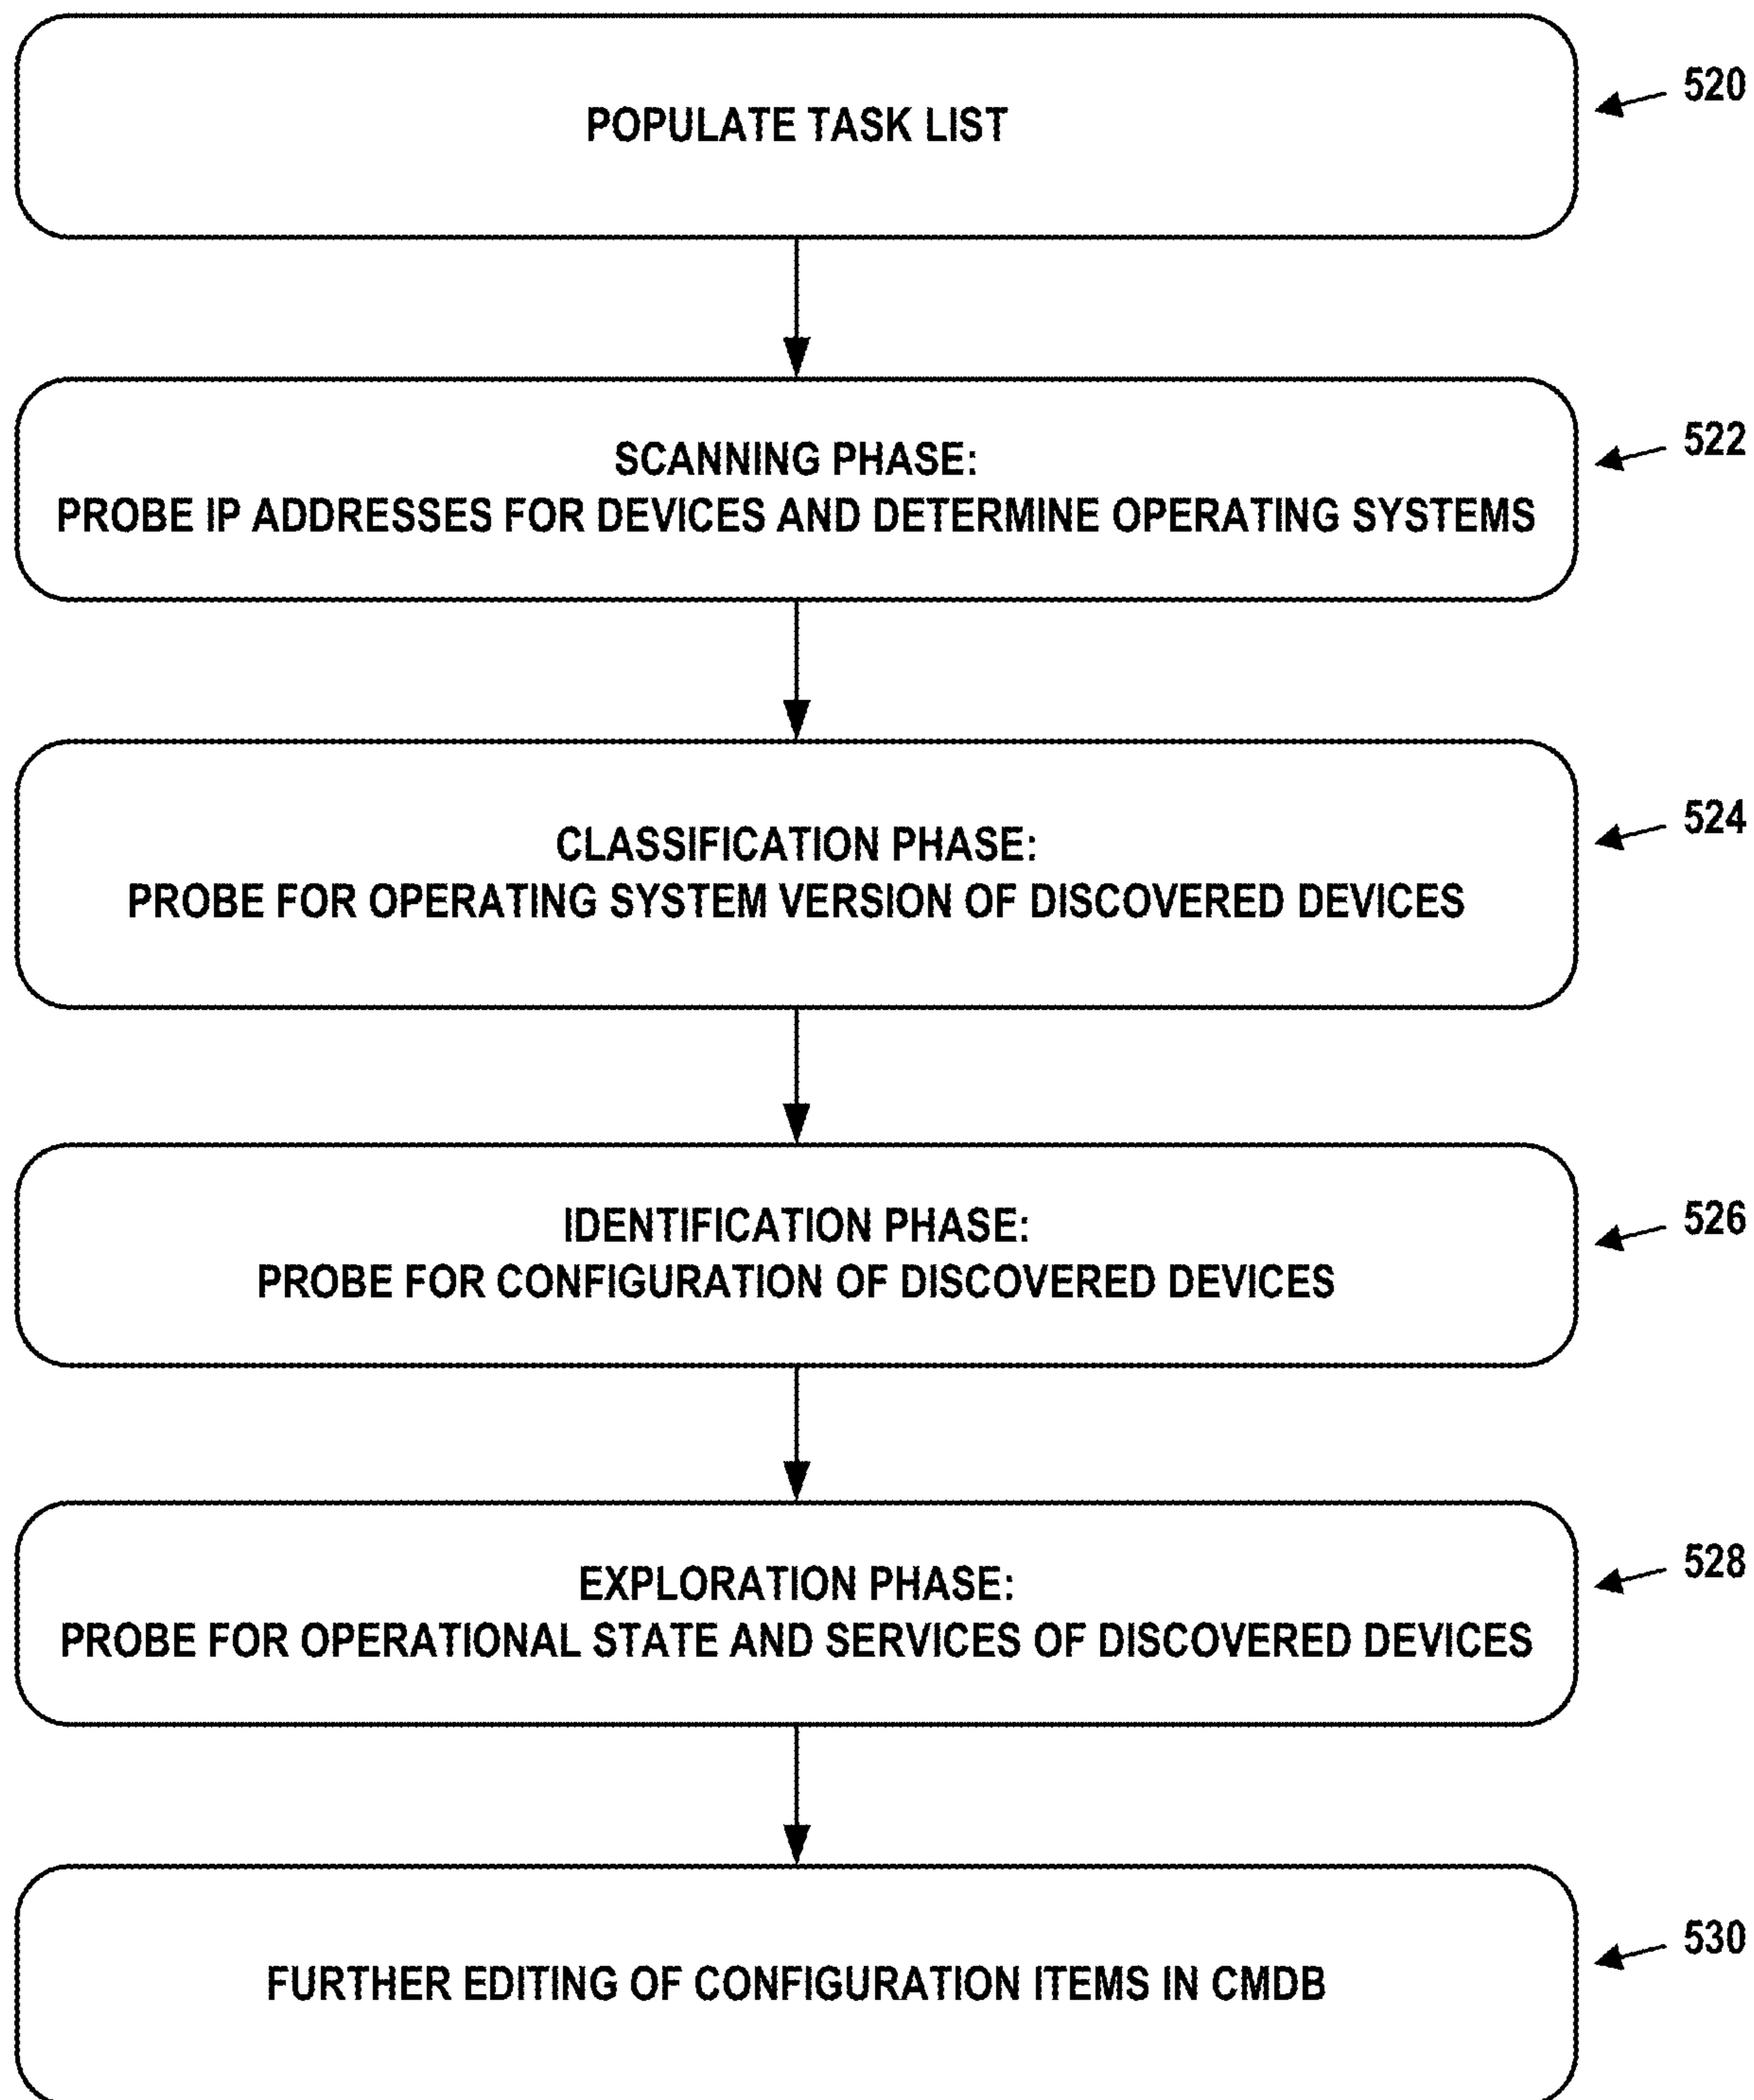 POPULATE TASK LIST
520
SCANNING PHASE:
PROBE IP ADDRESSES FOR DEVICES AND DETERMINE OPERATING SYSTEMS
522
CLASSIFICATION PHASE:
PROBE FOR OPERATING SYSTEM VERSION OF DISCOVERED DEVICES
524
IDENTIFICATION PHASE:
PROBE FOR CONFIGURATION OF DISCOVERED DEVICES
526
EXPLORATION PHASE:
PROBE FOR OPERATIONAL STATE AND SERVICES OF DISCOVERED DEVICES
528
FURTHER EDITING OF CONFIGURATION ITEMS IN CMDB
530